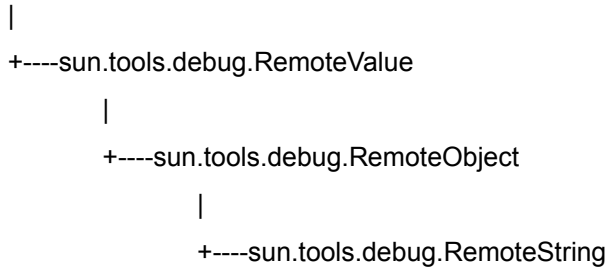 |
+----sun.tools.debug.RemoteValue
|
+----sun.tools.debug.RemoteObject
|
+----sun.tools.debug.RemoteString